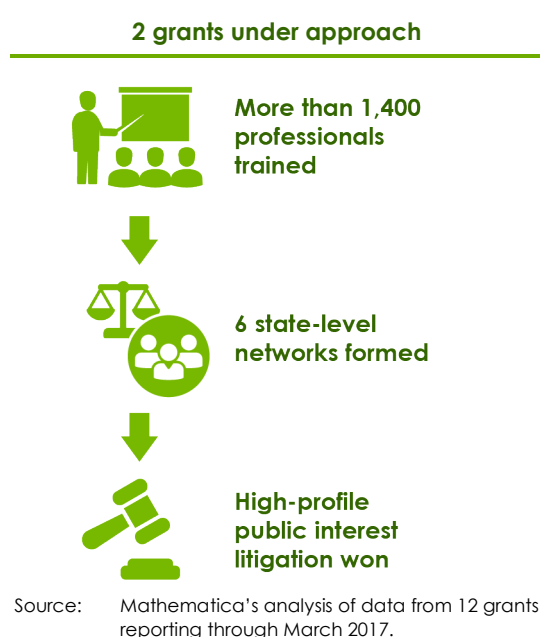 2 grants under approach
More than 1,400
professionals
trained
6 state-level
networks formed
High-profile
public interest
litigation won
Source: Mathematica’s analysis of data from 12 grants
reporting through March 2017.